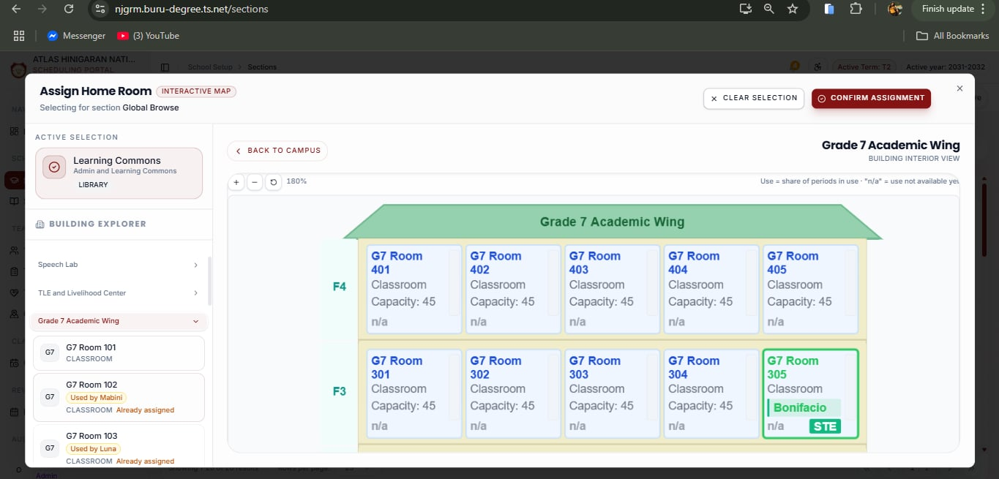 njgrm.buru-degree.ts.net/sections
Finish update
Messenger
(3) YouTube
All Bookmarks
ATLAS HINIGARAN NATI...
SCHEDULING PORTAL
School Setup > Sections
Active Term: T2
Active year: 2031-2032
Assign Home Room
INTERACTIVE MAP
Selecting for section Global Browse
CLEAR SELECTION
CONFIRM ASSIGNMENT
ACTIVE SELECTION
Learning Commons
Admin and Learning Commons
LIBRARY
BUILDING EXPLORER
Speech Lab
TLE and Livelihood Center
Grade 7 Academic Wing
G7
G7 Room 101
CLASSROOM
G7
G7 Room 102
Used by Mabini
CLASSROOM Already assigned
G7
G7 Room 103
Used by Luna
CLASSROOM Already assigned
BACK TO CAMPUS
Grade 7 Academic Wing
BUILDING INTERIOR VIEW
180%
Use = share of periods in use · "n/a" = use not available yet
Grade 7 Academic Wing
F4
G7 Room
401
Classroom
Capacity: 45
n/a
G7 Room
402
Classroom
Capacity: 45
n/a
G7 Room
403
Classroom
Capacity: 45
n/a
G7 Room
404
Classroom
Capacity: 45
n/a
G7 Room
405
Classroom
Capacity: 45
n/a
F3
G7 Room
301
Classroom
Capacity: 45
n/a
G7 Room
302
Classroom
Capacity: 45
n/a
G7 Room
303
Classroom
Capacity: 45
n/a
G7 Room
304
Classroom
Capacity: 45
n/a
G7 Room
305
Classroom
Bonifacio
n/a
STE
Admin